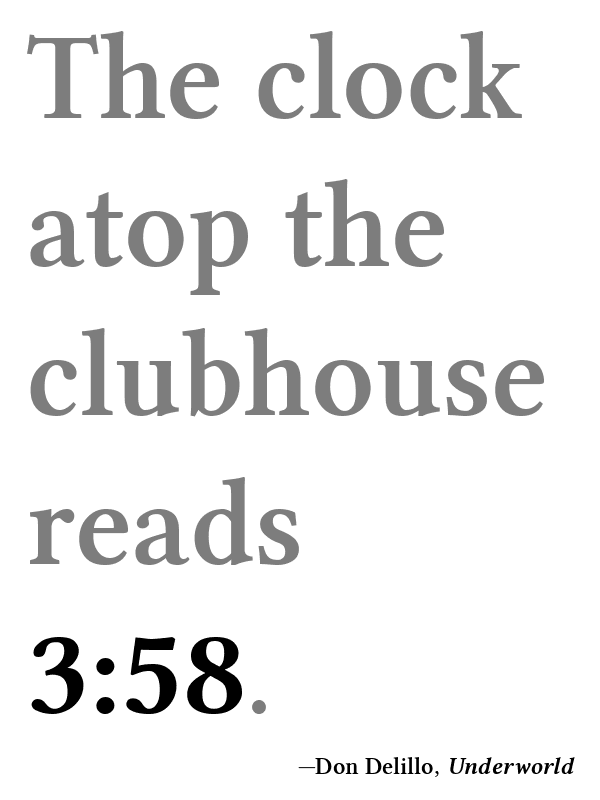 The clock
atop the
clubhouse
reads
3:58.
—Don Delillo, Underworld